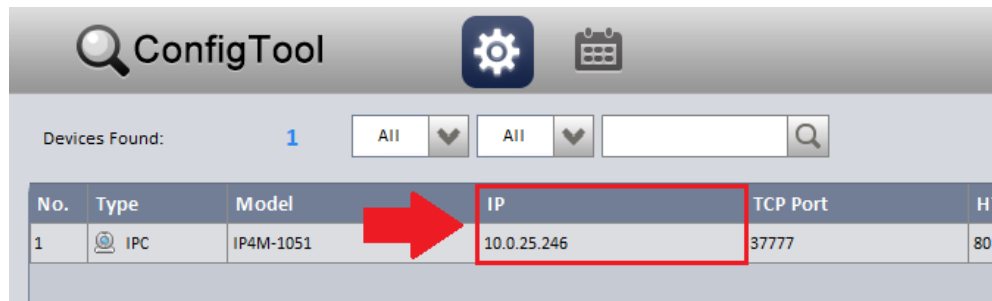 ConfigTool
Devices Found: 1 All All
No. Type Model IP TCP Port
1 IPC IP4M-1051 10.0.25.246 37777 80